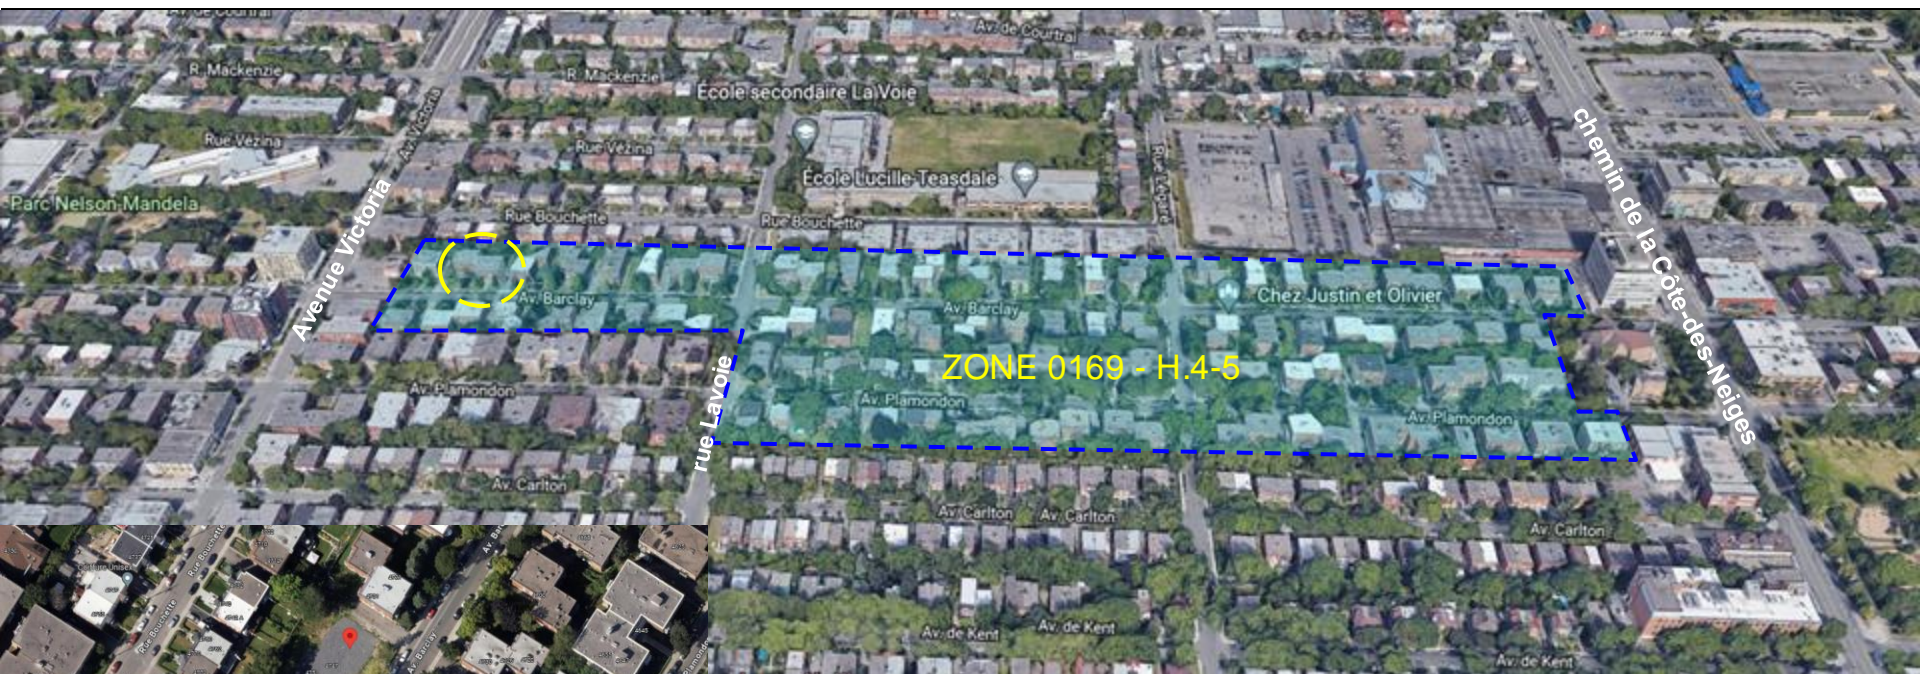 Av. de Courtrai
Av. de Courtrai
R. Mackenzie
R. Mackenzie
École secondaire La Voie
Av. Victoria
Rue Vézina
Rue Vézina
Rue Légaré
École Lucille-Teasdale
Parc Nelson-Mandela
Rue Bouchette
Rue Bouchette
Avenue Victoria
chemin de la Côte-des-Neiges
Av. Barclay
Av. Barclay
Chez Justin et Olivier
ZONE 0169 - H.4-5
rue Lavoie
Av. Plamondon
Av. Plamondon
Av. Plamondon
Av. Carlton
Av. Carlton
Av. Carlton
Av. Carlton
Av. de Kent
Av. de Kent
Av. de Kent
Rue Bouchette
Rue Bouchette
Av. Barclay
4645